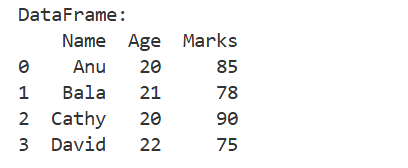 DataFrame:
    Name  Age  Marks
0    Anu   20     85
1   Bala   21     78
2  Cathy   20     90
3  David   22     75